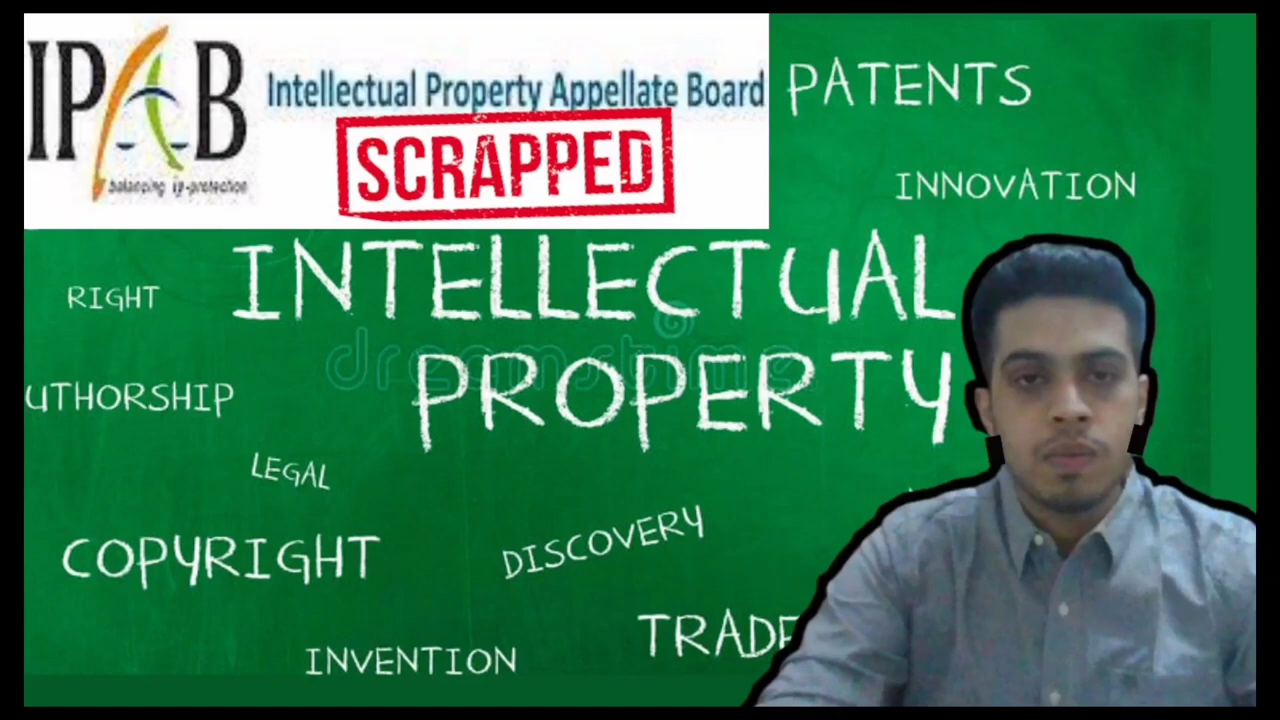 IPAB
balancing ip-protection
Intellectual Property Appellate Board
SCRAPPED
PATENTS
INNOVATION
RIGHT
INTELLECTUAL
dreamstime
PROPERTY
UTHORSHIP
LEGAL
COPYRIGHT
DISCOVERY
TRADE
INVENTION